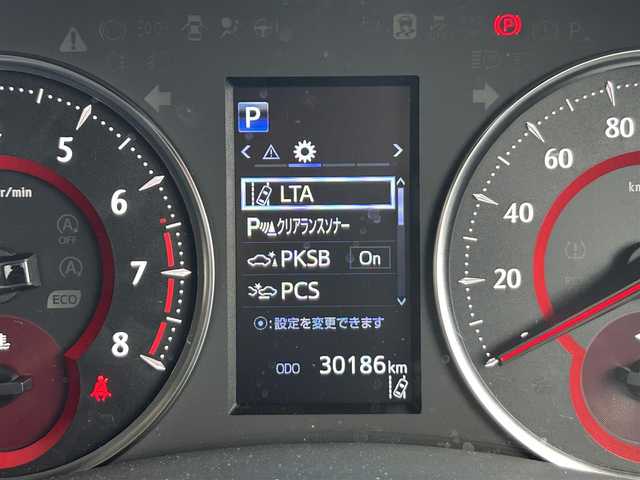 P
P
P
LTA
Pクリアランスソナー
PKSB On
PCS
:設定を変更できます
ODO 30186km
5
6
7
8
r/min
A
OFF
A
ECO
80
60
40
20
km